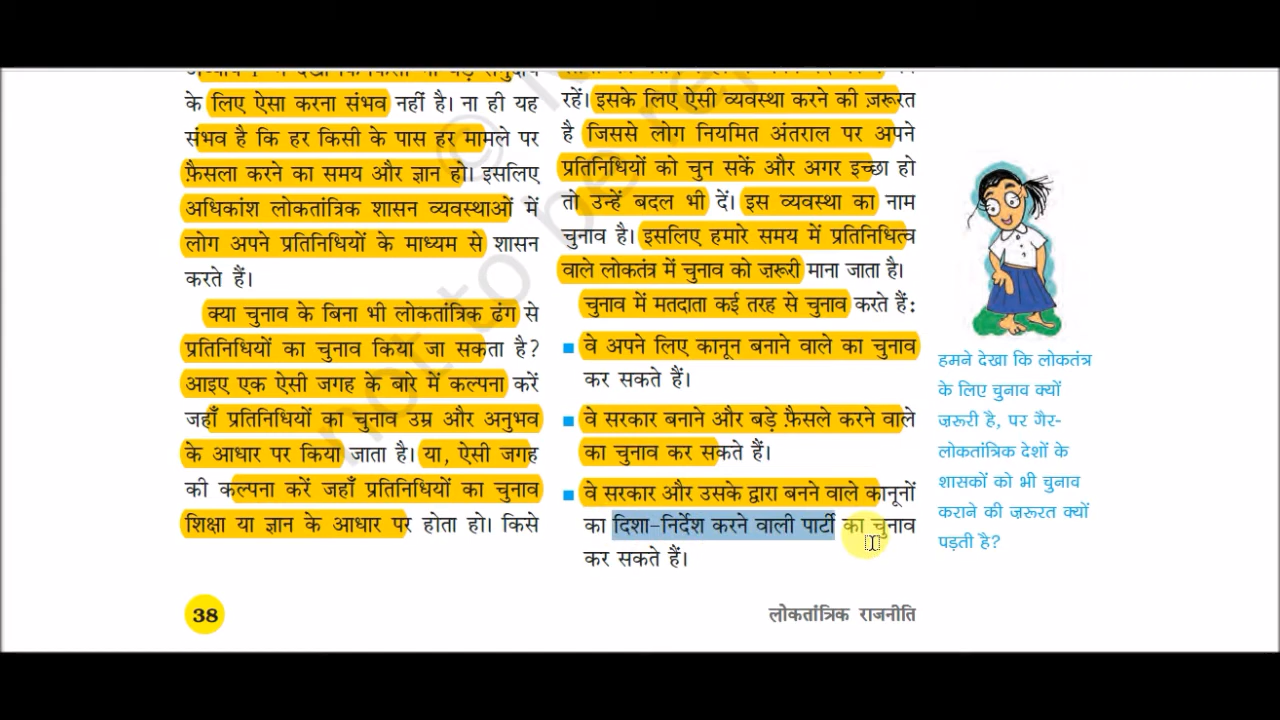 के लिए ऐसा करना संभव नहीं है। ना ही यह
संभव है कि हर किसी के पास हर मामले पर
फ़ैसला करने का समय और ज्ञान हो। इसलिए
अधिकांश लोकतांत्रिक शासन व्यवस्थाओं में
लोग अपने प्रतिनिधियों के माध्यम से शासन
करते हैं।
क्या चुनाव के बिना भी लोकतांत्रिक ढंग से
प्रतिनिधियों का चुनाव किया जा सकता है?
आइए एक ऐसी जगह के बारे में कल्पना करें
जहाँ प्रतिनिधियों का चुनाव उम्र और अनुभव
के आधार पर किया जाता है। या, ऐसी जगह
की कल्पना करें जहाँ प्रतिनिधियों का चुनाव
शिक्षा या ज्ञान के आधार पर होता हो। किसे
रहें। इसके लिए ऐसी व्यवस्था करने की ज़रूरत
है जिससे लोग नियमित अंतराल पर अपने
प्रतिनिधियों को चुन सकें और अगर इच्छा हो
तो उन्हें बदल भी दें। इस व्यवस्था का नाम
चुनाव है। इसलिए हमारे समय में प्रतिनिधित्व
वाले लोकतंत्र में चुनाव को ज़रूरी माना जाता है।
चुनाव में मतदाता कई तरह से चुनाव करते हैं:
वे अपने लिए कानून बनाने वाले का चुनाव
कर सकते हैं।
वे सरकार बनाने और बड़े फ़ैसले करने वाले
का चुनाव कर सकते हैं।
वे सरकार और उसके द्वारा बनने वाले कानूनों
का दिशा-निर्देश करने वाली पार्टी का चुनाव
कर सकते हैं।
हमने देखा कि लोकतंत्र
के लिए चुनाव क्यों
ज़रूरी है, पर गैर-
लोकतांत्रिक देशों के
शासकों को भी चुनाव
कराने की ज़रूरत क्यों
पड़ती है?
38
लोकतांत्रिक राजनीति
not to be re
©